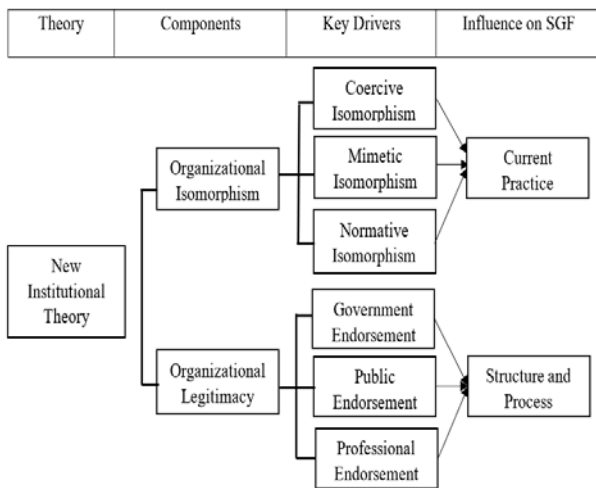 Theory
Components
Key Drivers
Influence on SGF
Coercive
Isomorphism
Organizational
Isomorphism
Mimetic
Isomorphism
Current
Practice
Normative
Isomorphism
New
Institutional
Theory
Government
Endorsement
Organizational
Legitimacy
Public
Endorsement
Structure and
Process
Professional
Endorsement